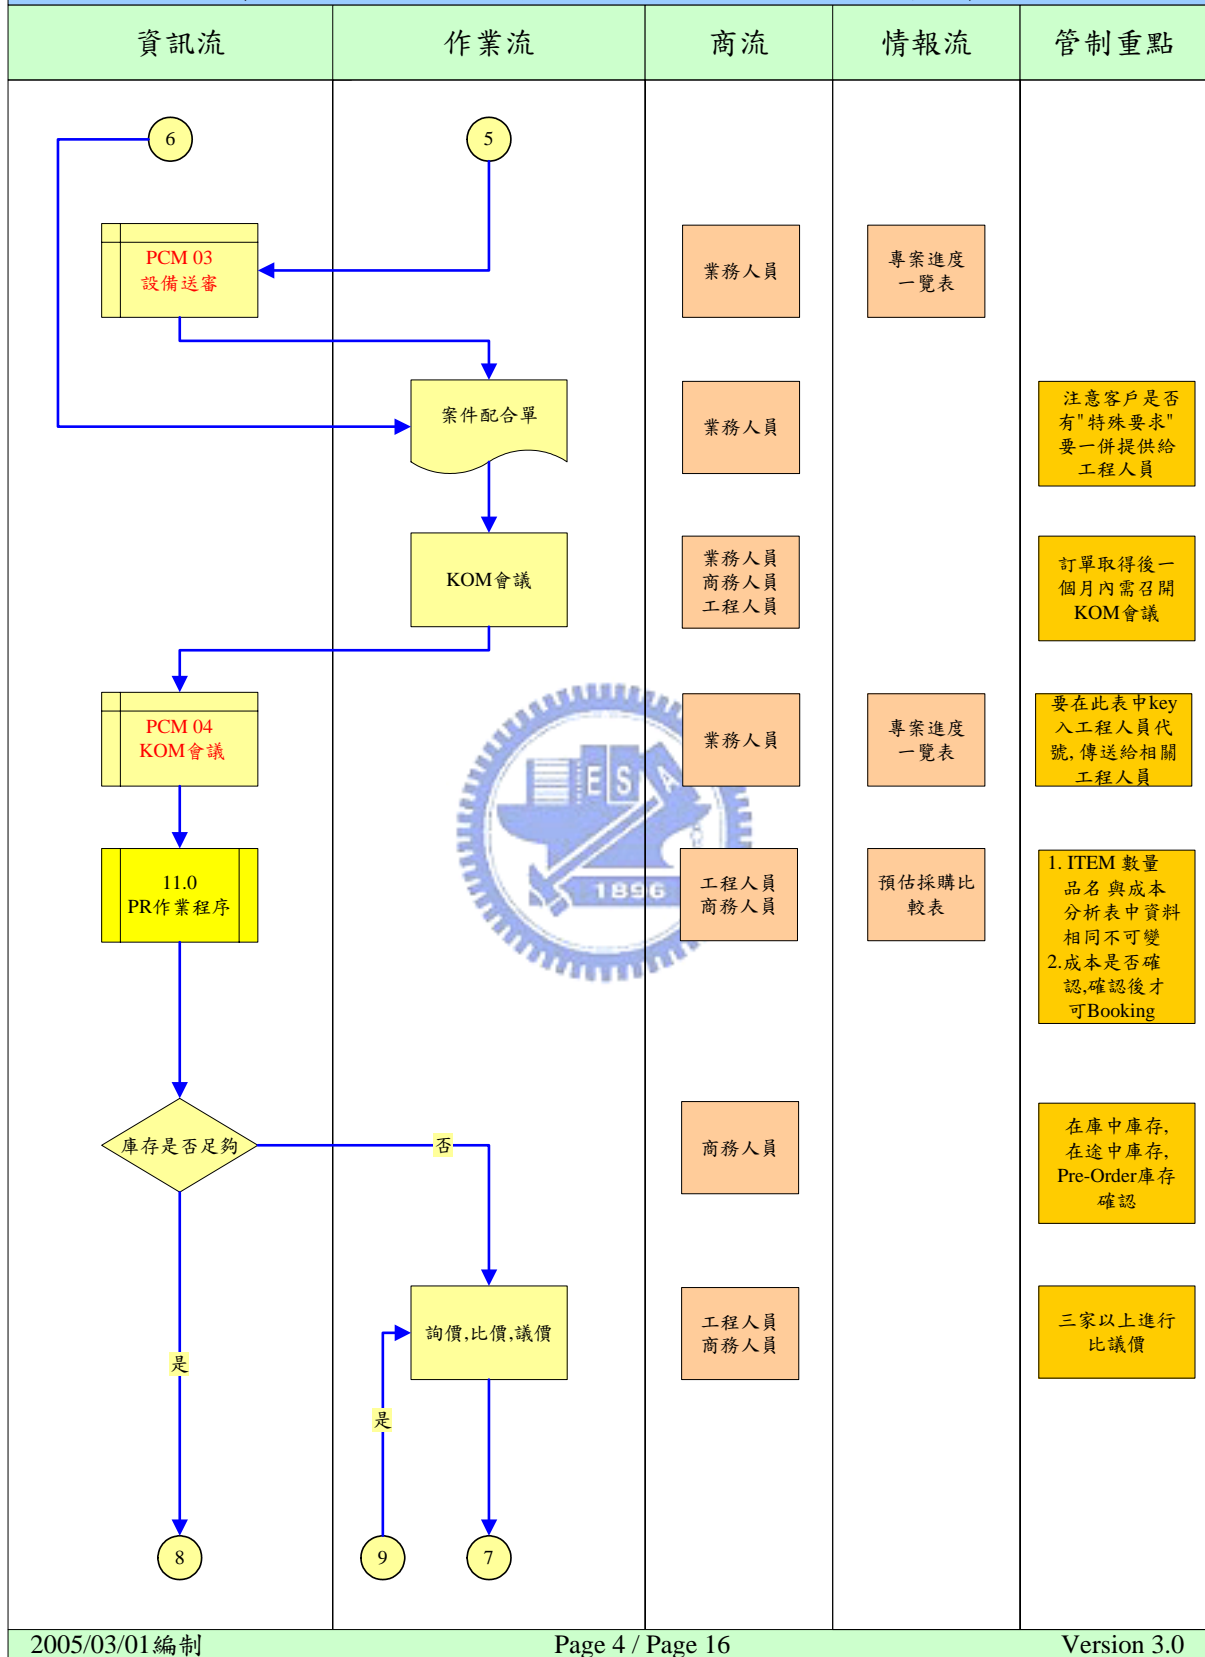 資訊流
作業流
商流
情報流
管制重點
6
5
PCM 03
設備送審
業務人員
專案進度
一覽表
案件配合單
業務人員
注意客戶是否
有"特殊要求"
要一併提供給
工程人員
KOM會議
業務人員
商務人員
工程人員
訂單取得後一
個月內需召開
KOM會議
PCM 04
KOM會議
業務人員
專案進度
一覽表
要在此表中key
入工程人員代
號, 傳送給相關
工程人員
ESA
1896
11.0
PR作業程序
工程人員
商務人員
預估採購比
較表
1. ITEM 數量
品名 與成本
分析表中資料
相同不可變
2.成本是否確
認,確認後才
可Booking
庫存是否足夠
否
商務人員
在庫中庫存,
在途中庫存,
Pre-Order庫存
確認
詢價,比價,議價
工程人員
商務人員
三家以上進行
比議價
是
是
8
9
7
2005/03/01編制
Page 4 / Page 16
Version 3.0